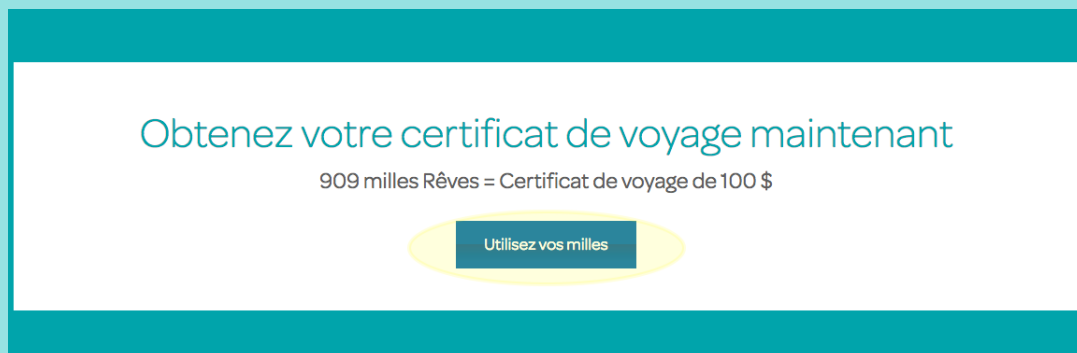 Obtenez votre certificat de voyage maintenant
909 milles Rêves = Certificat de voyage de 100 $
Utilisez vos milles